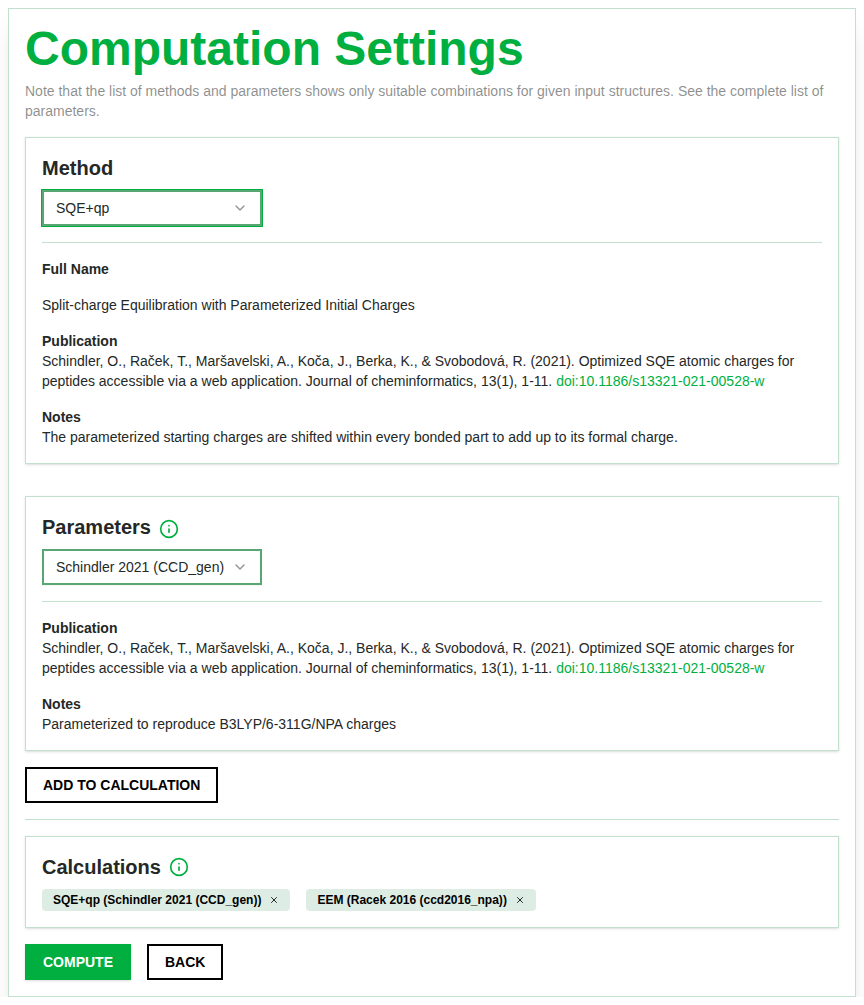 Computation Settings
Note that the list of methods and parameters shows only suitable combinations for given input structures. See the complete list of
parameters.
Method
SQE+qp
Full Name
Split-charge Equilibration with Parameterized Initial Charges
Publication
Schindler, O., Raček, T., Maršavelski, A., Koča, J., Berka, K., & Svobodová, R. (2021). Optimized SQE atomic charges for
peptides accessible via a web application. Journal of cheminformatics, 13(1), 1-11. doi:10.1186/s13321-021-00528-w
Notes
The parameterized starting charges are shifted within every bonded part to add up to its formal charge.
Parameters
Schindler 2021 (CCD_gen)
Publication
Schindler, O., Raček, T., Maršavelski, A., Koča, J., Berka, K., & Svobodová, R. (2021). Optimized SQE atomic charges for
peptides accessible via a web application. Journal of cheminformatics, 13(1), 1-11. doi:10.1186/s13321-021-00528-w
Notes
Parameterized to reproduce B3LYP/6-311G/NPA charges
ADD TO CALCULATION
Calculations
SQE+qp (Schindler 2021 (CCD_gen)) × EEM (Racek 2016 (ccd2016_npa)) ×
COMPUTE BACK